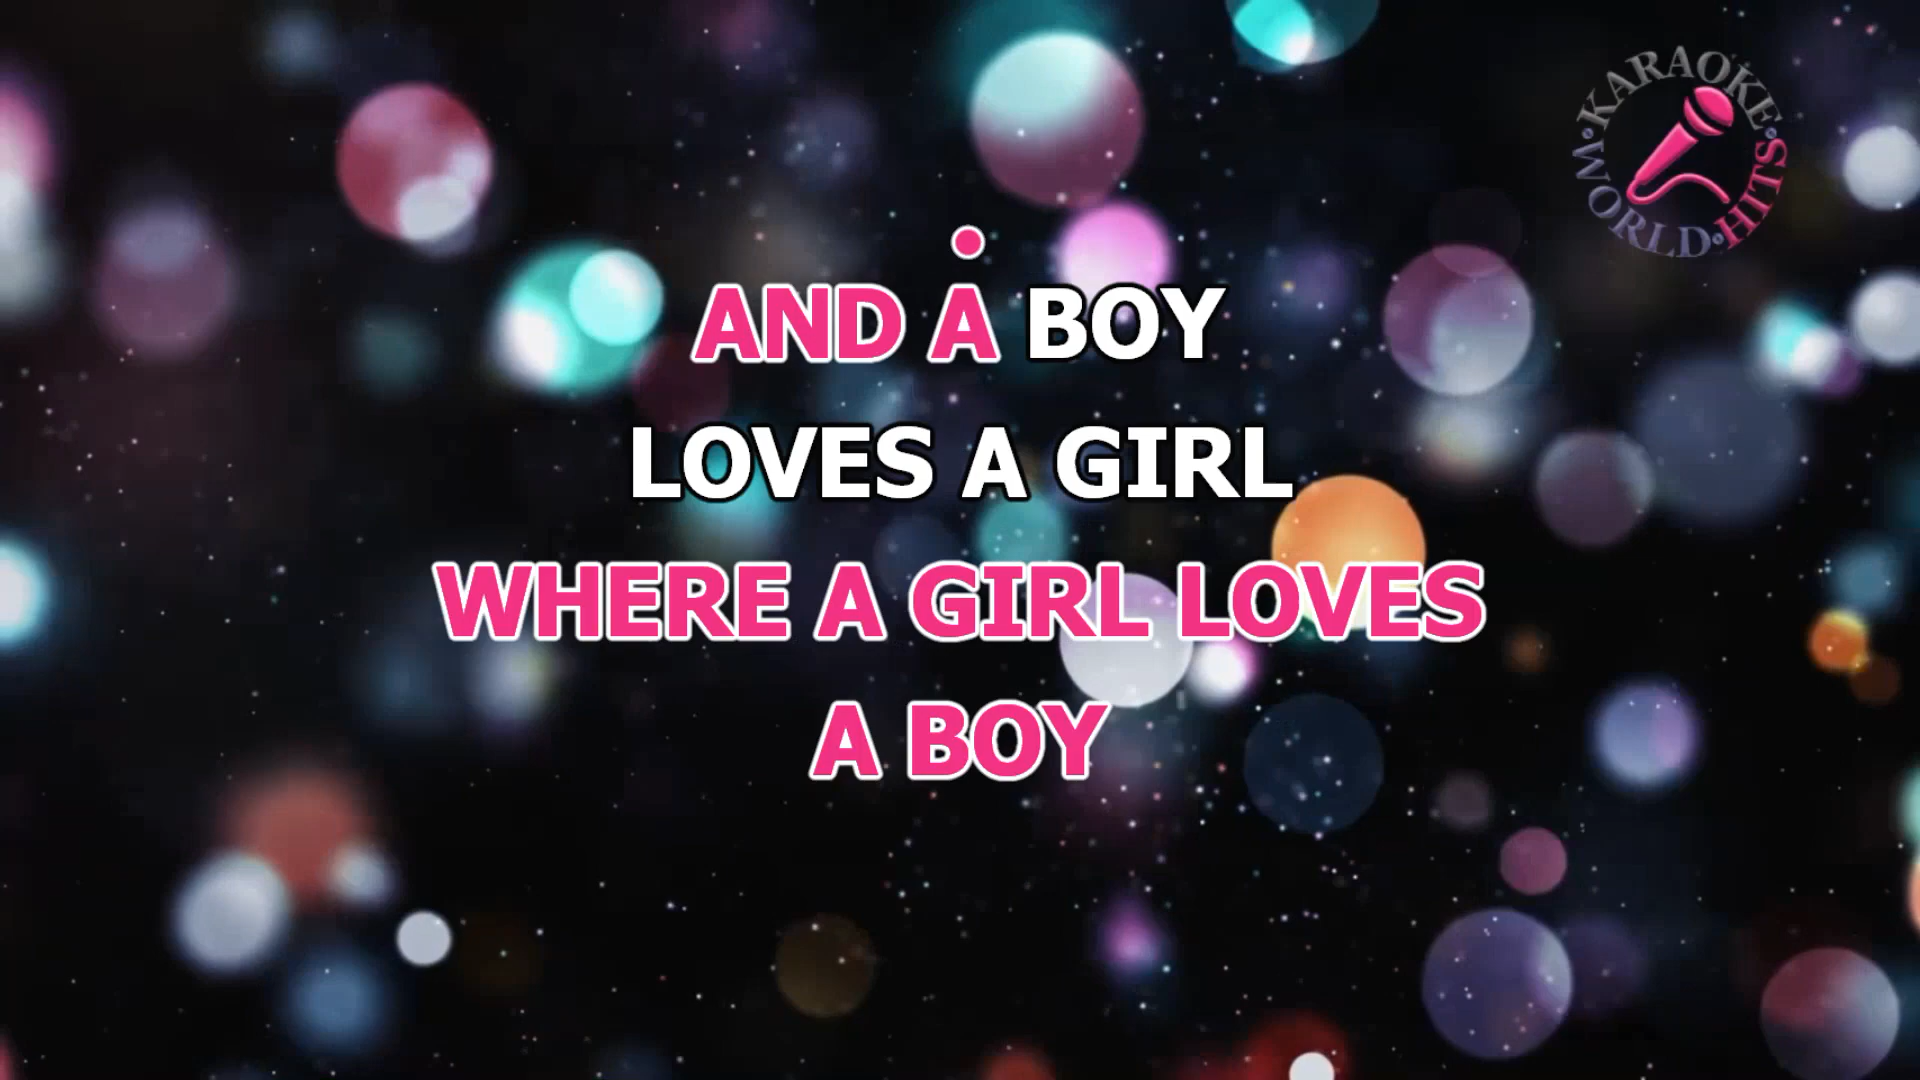 KARAOKE
WORLD HITS
AND A BOY
LOVES A GIRL
WHERE A GIRL LOVES
A BOY